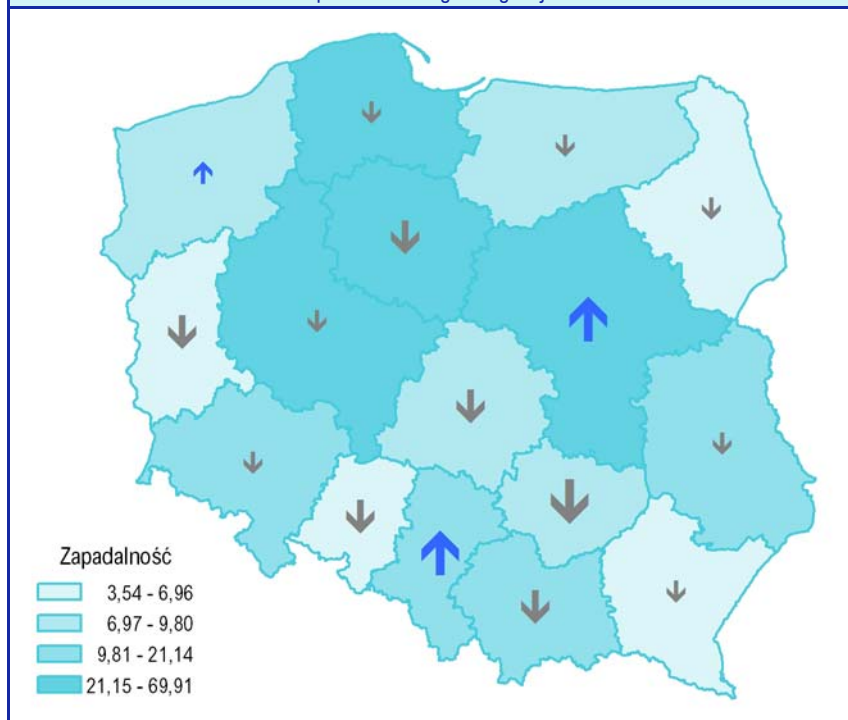 Zapadalność
3,54 - 6,96
6,97 - 9,80
9,81 - 21,14
21,15 - 69,91